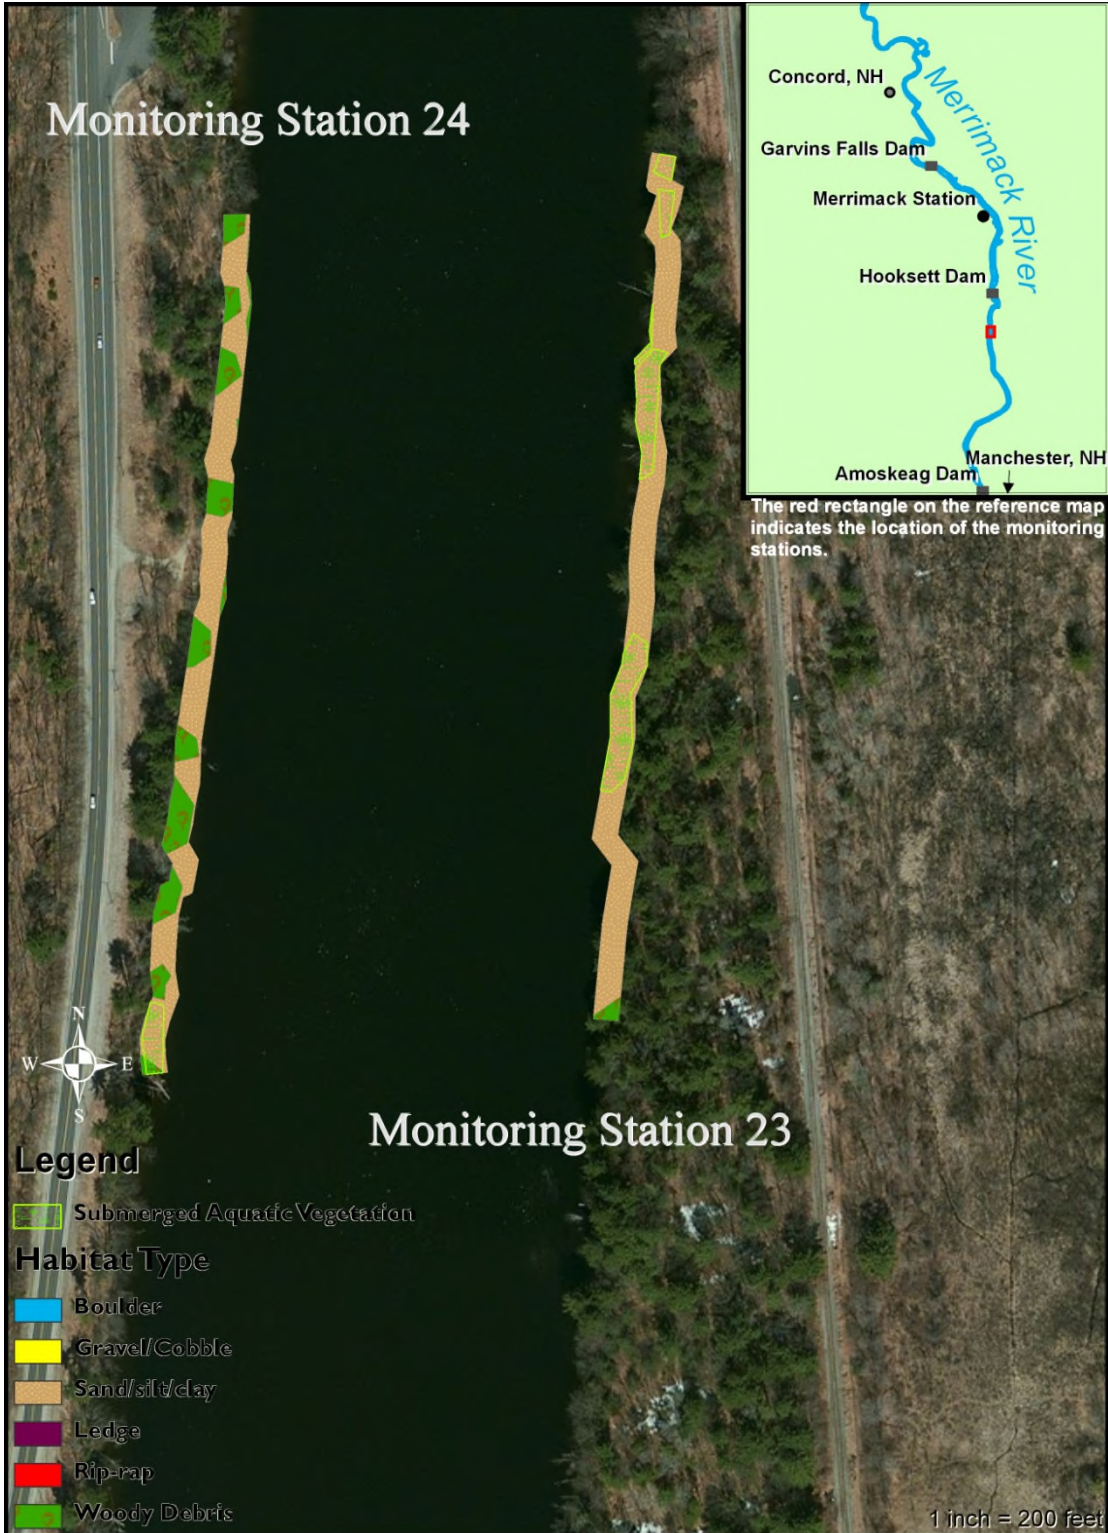 Monitoring Station 24
Concord, NH
Merrimack River
Garvins Falls Dam
Merrimack Station
Hooksett Dam
Manchester, NH
Amoskeag Dam
The red rectangle on the reference map
indicates the location of the monitoring
stations.
N
W
E
S
Monitoring Station 23
Legend
Submerged Aquatic Vegetation
Habitat Type
Boulder
Gravel/Cobble
Sand/silt/clay
Ledge
Rip-rap
Woody Debris
1 inch = 200 feet